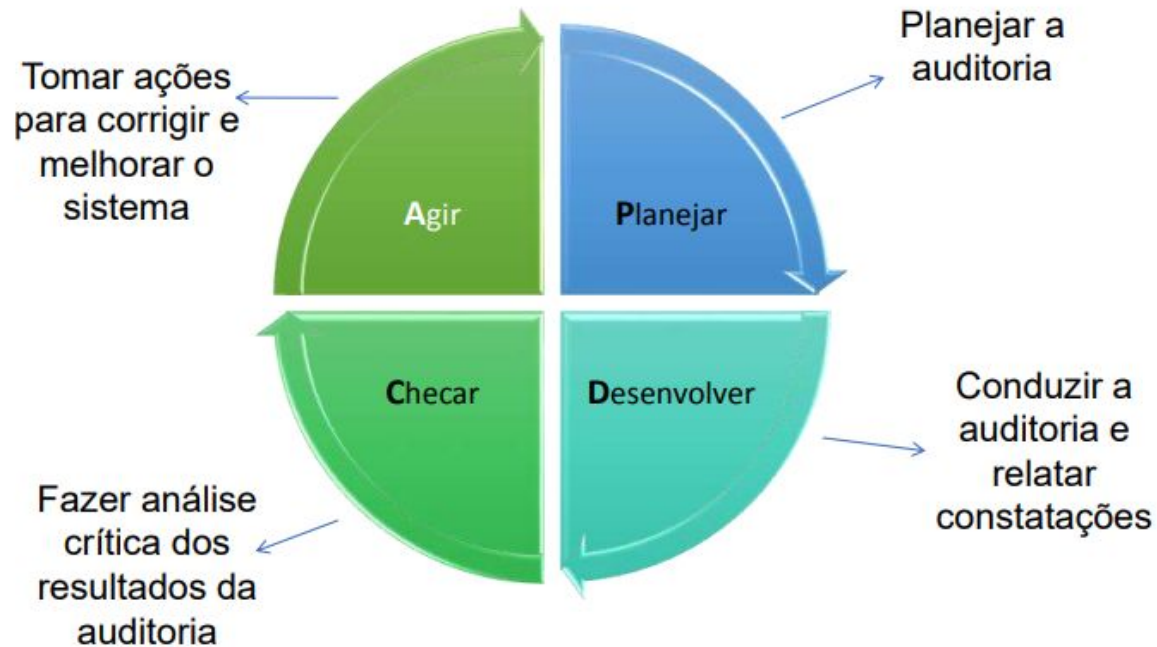 Planejar a
auditoria
Tomar ações
para corrigir e
melhorar o
sistema
Agir
Planejar
Checar
Desenvolver
Conduzir a
auditoria e
relatar
constatações
Fazer análise
crítica dos
resultados da
auditoria